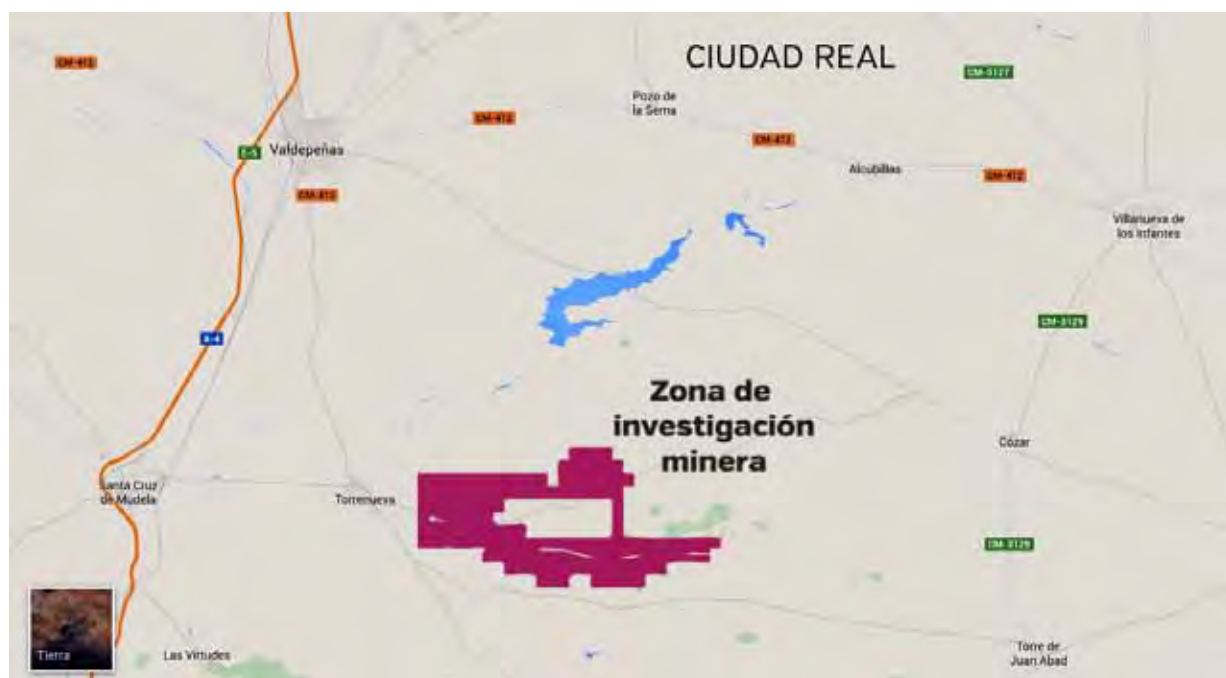 CIUDAD REAL
CM-412
CM-3127
Pozo de
la Serna
CM-412
E-5
Valdepeñas
CM-412
Alcubillas
CM-412
CM-412
Villanueva de
los Infantes
CM-3129
A-4
Zona de
investigación
minera
Cózar
Santa Cruz
de Mudela
Torrenueva
CM-3129
Tierra
Las Virtudes
Torre de
Juan Abad